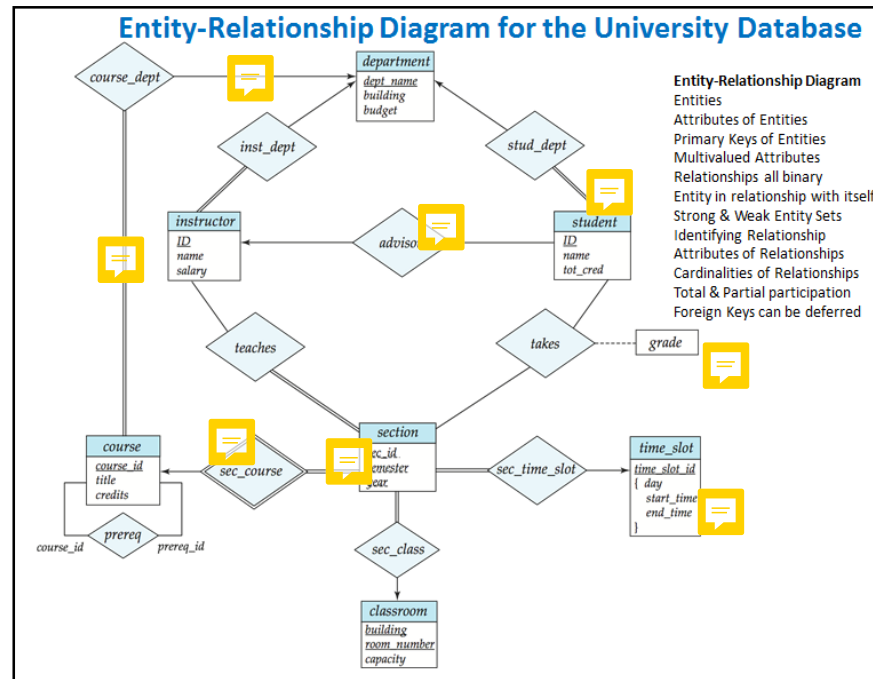 Entity-Relationship Diagram for the University Database
course_dept
department
dept_name
building
budget
Entity-Relationship Diagram
Entities
Attributes of Entities
Primary Keys of Entities
Multivalued Attributes
Relationships all binary
Entity in relationship with itself
Strong & Weak Entity Sets
Identifying Relationship
Attributes of Relationships
Cardinalities of Relationships
Total & Partial participation
Foreign Keys can be deferred
inst_dept
stud_dept
instructor
ID
name
salary
advisor
student
ID
name
tot_cred
teaches
takes
grade
course
course_id
title
credits
prereq
course_id
prereq_id
sec_course
section
sec_id
semester
year
sec_time_slot
time_slot
time_slot_id
{ day
start_time
end_time
}
sec_class
classroom
building
room_number
capacity